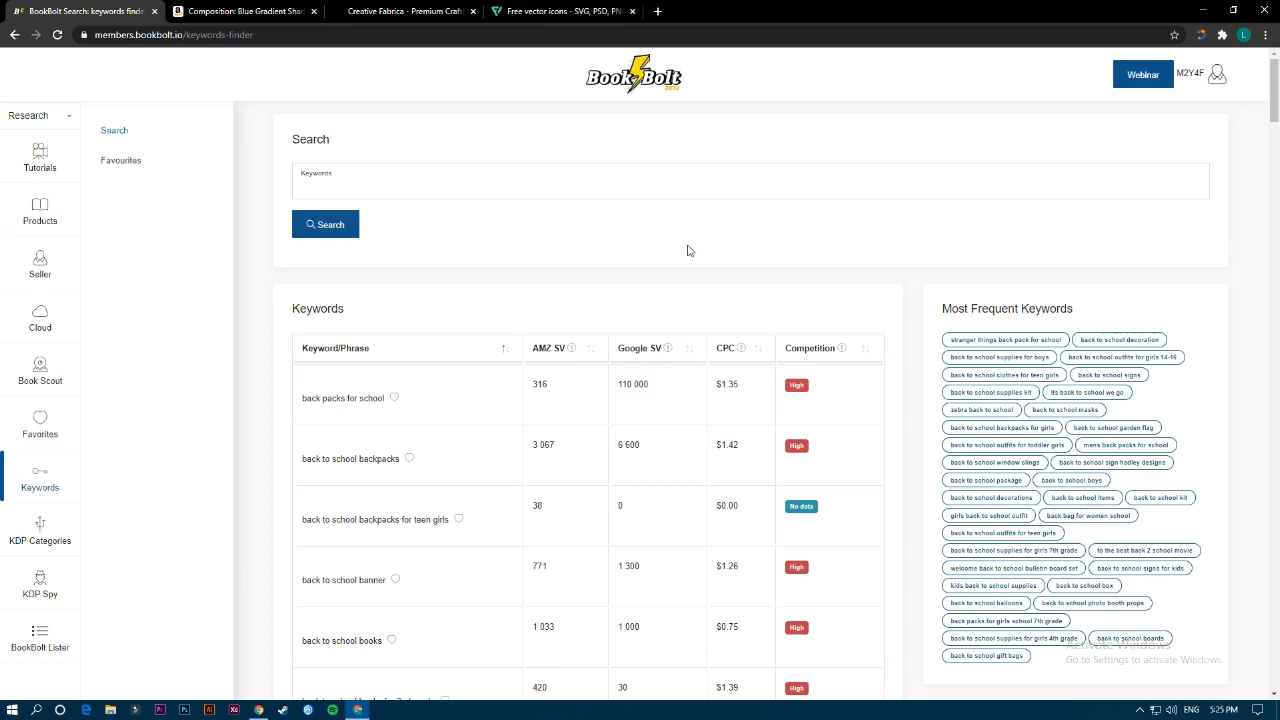 BookBolt Searching: keywords finder
Composition: Blue Gradient Shad
Creative Fabrica - Premium Craft
Free vector icons - SVG, PSD, PN
members.bookbolt.io/keywords-finder
L
Book Bolt
BETA
Webinar
M2Y4F
Research
Tutorials
Products
Seller
Cloud
Book Scout
Favorites
Keywords
KDP Categories
KDP Spy
BookBolt Lister
Search
Favourites
Search
Keywords
Search
Keywords
Keyword/Phrase AMZ SV Google SV CPC Competition
back packs for school 316 110 000 $1.35 High
back to school backpacks 3 067 6 600 $1.42 High
back to school backpacks for teen girls 38 0 $0.00 No data
back to school banner 771 1 300 $1.26 High
back to school books 1 033 1 000 $0.75 High
420 30 $1.39 High
Most Frequent Keywords
stranger things back pack for school back to school decoration
back to school supplies for boys back to school outfits for girls 14-16
back to school clothes for teen girls back to school signs
back to school supplies kit its back to school we go
zebra back to school back to school masks
back to school backpacks for girls back to school garden flag
back to school outfits for toddler girls mens back packs for school
back to school window clings back to school sign hadley designs
back to school package back to school boys
back to school decorations back to school items back to school kit
girls back to school outfit back bag for women school
back to school outfits for teen girls
back to school supplies for girls 7th grade to the beat back 2 school movie
welcome back to school bulletin board set back to school signs for kids
kids back to school supplies back to school box
back to school balloons back to school photo booth props
back packs for girls school 7th grade
back to school supplies for girls 4th grade back to school boards
back to school gift bags
Activate Windows
Go to Settings to activate Windows.
ENG 5:25 PM